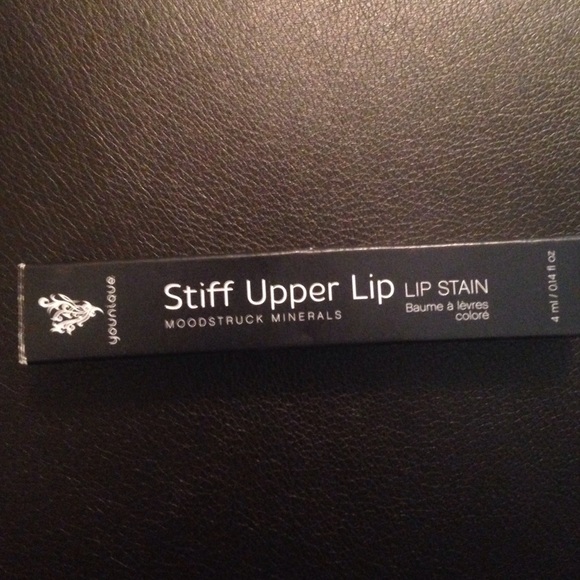 younique
Stiff Upper Lip LIP STAIN
MOODSTRUCK MINERALS
Baume à lèvres
coloré
4 ml / 0.14 fl oz